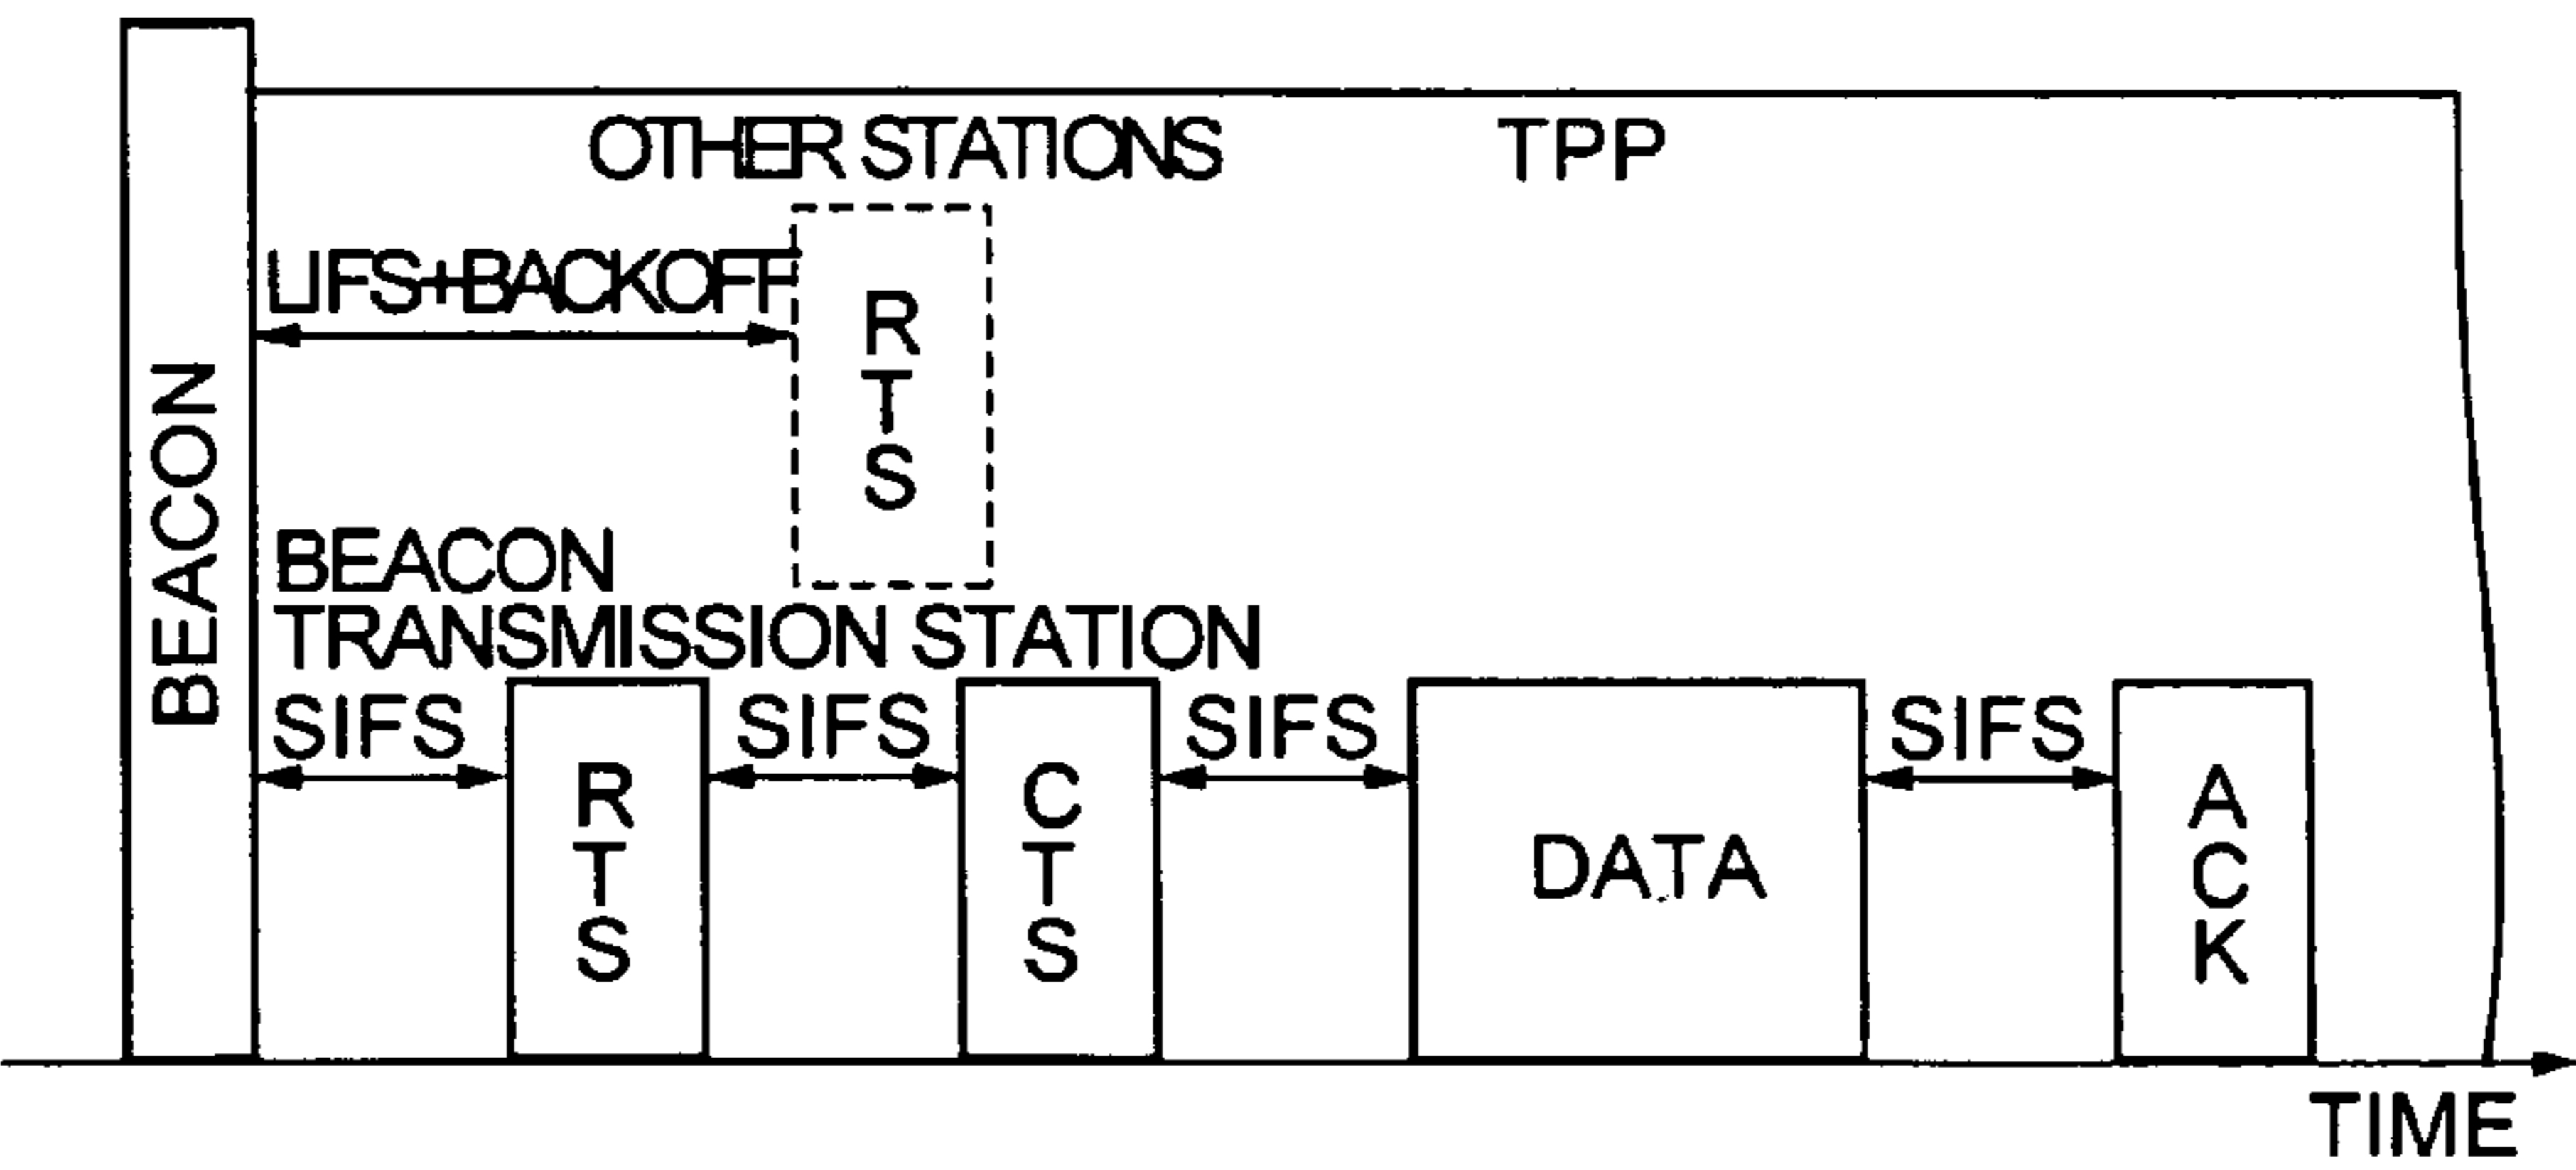 BEACON
OTHER STATIONS
TPP
LIFS+BACKOFF
RTS
BEACON
TRANSMISSION STATION
SIFS
RTS
SIFS
CTS
SIFS
DATA
SIFS
ACK
TIME